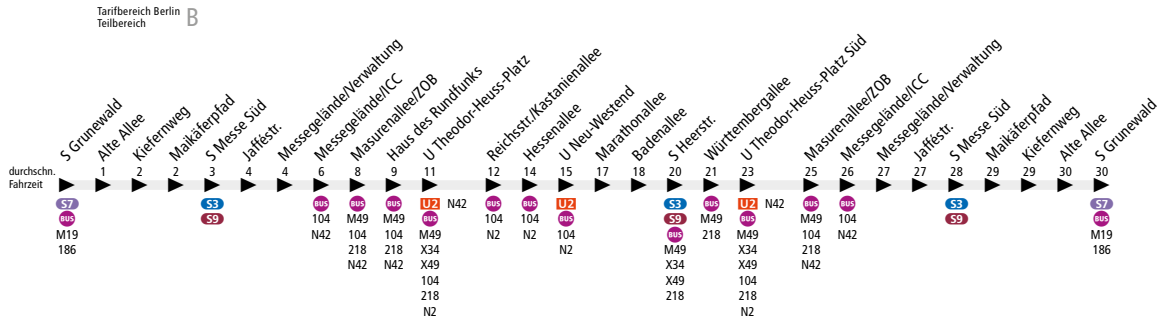 Tarifbereich Berlin
Teilbereich B
S Grunewald
Alte Allee
Kiefernweg
Maikäferpfad
S Messe Süd
Jafféstr.
Messegelände/Verwaltung
Messegelände/ICC
Masurenallee/ZOB
Haus des Rundfunks
U Theodor-Heuss-Platz
Reichsstr./Kastanienallee
Hessenallee
U Neu-Westend
Marathonallee
Badenallee
S Heerstr.
Württembergallee
U Theodor-Heuss-Platz Süd
Masurenallee/ZOB
Messegelände/ICC
Messegelände/Verwaltung
Jafféstr.
S Messe Süd
Maikäferpfad
Kiefernweg
Alte Allee
S Grunewald
durchschn. 1 2 2 3 4 4 6 8 9 11 12 14 15 17 18 20 21 23 25 26 27 27 28 29 29 30 30
Fahrzeit
S7 S3 BUS BUS BUS U2 N42 BUS BUS U2 S3 BUS U2 N42 BUS BUS S3 S7
BUS S9 104 M49 M49 BUS 104 104 BUS S9 M49 BUS M49 104 S9 BUS
M19 N42 104 104 M49 N2 N2 104 BUS 218 M49 104 N42 M19
186 218 218 X34 N2 M49 X34 218 186
N42 N42 X49 X34 X49 N42
104 X49 104
218 218 218
N2 N2